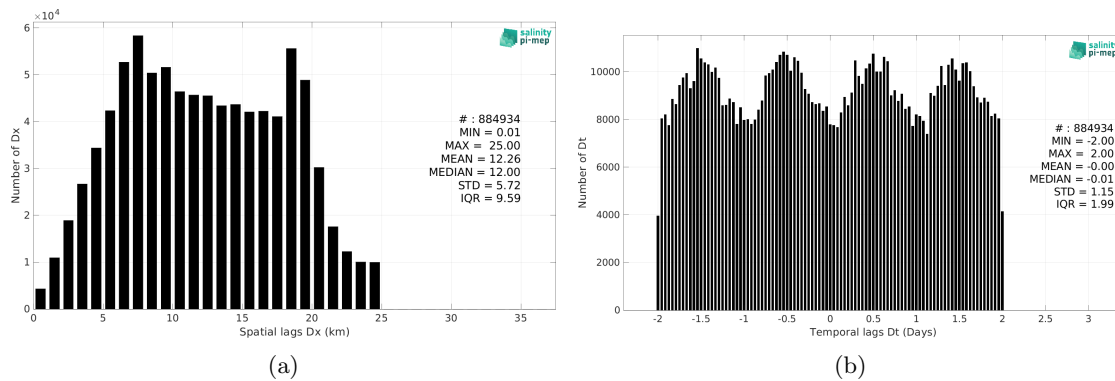 ×10⁴
6
5
4
3
2
1
0
Number of Dx
0 5 10 15 20 25 30 35
Spatial lags Dx (km)
salinity
pi-mep
# : 884934
MIN = 0.01
MAX = 25.00
MEAN = 12.26
MEDIAN = 12.00
STD = 5.72
IQR = 9.59
(a)
10000
8000
6000
4000
2000
0
Number of Dt
-2 -1.5 -1 -0.5 0 0.5 1 1.5 2 2.5 3
Temporal lags Dt (Days)
salinity
pi-mep
# : 884934
MIN = -2.00
MAX = 2.00
MEAN = -0.00
MEDIAN = -0.01
STD = 1.15
IQR = 1.99
(b)